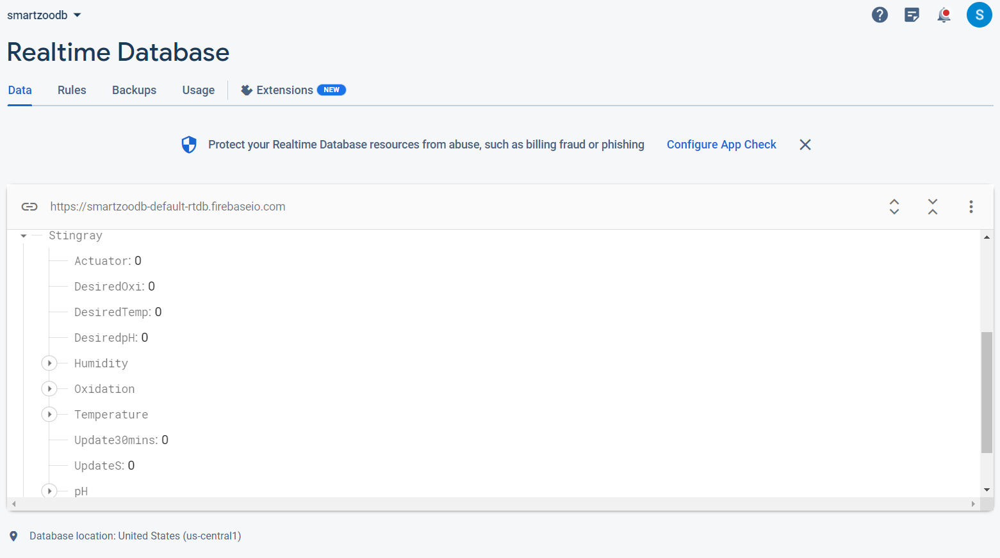 smartzoodb
S
Realtime Database
Data Rules Backups Usage Extensions NEW
Protect your Realtime Database resources from abuse, such as billing fraud or phishing Configure App Check
https://smartzoodb-default-rtdb.firebaseio.com
Stingray
Actuator: 0
DesiredOxi: 0
DesiredTemp: 0
DesiredpH: 0
Humidity
Oxidation
Temperature
Update30mins: 0
UpdateS: 0
pH
Database location: United States (us-central1)